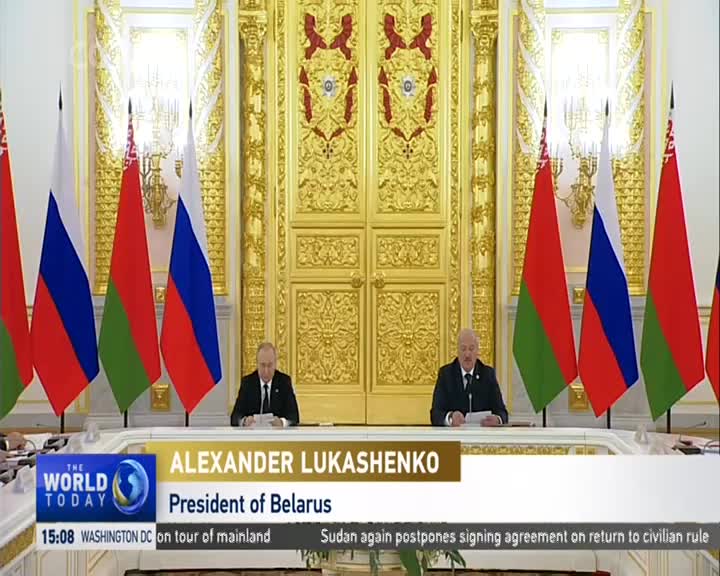 ALEXANDER LUKASHENKO
President of Belarus
THE
WORLD
TODAY
15:08 WASHINGTON DC on tour of mainland Sudan again postpones signing agreement on return to civilian rule